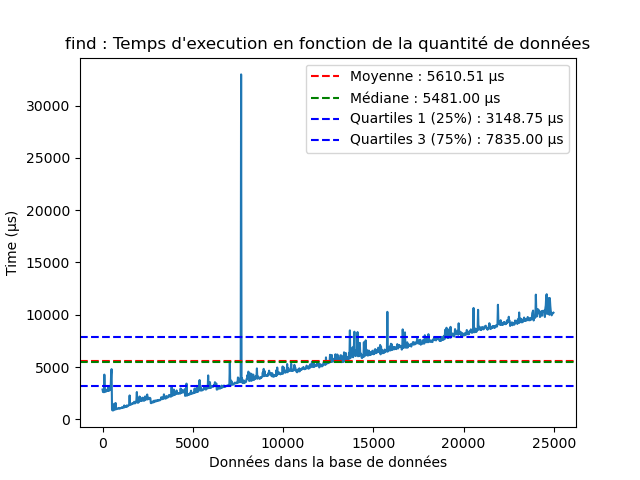 find : Temps d'execution en fonction de la quantité de données
Moyenne : 5610.51 µs
Médiane : 5481.00 µs
Quartiles 1 (25%) : 3148.75 µs
Quartiles 3 (75%) : 7835.00 µs
Time (µs)
30000
25000
20000
15000
10000
5000
0
0 5000 10000 15000 20000 25000
Données dans la base de données